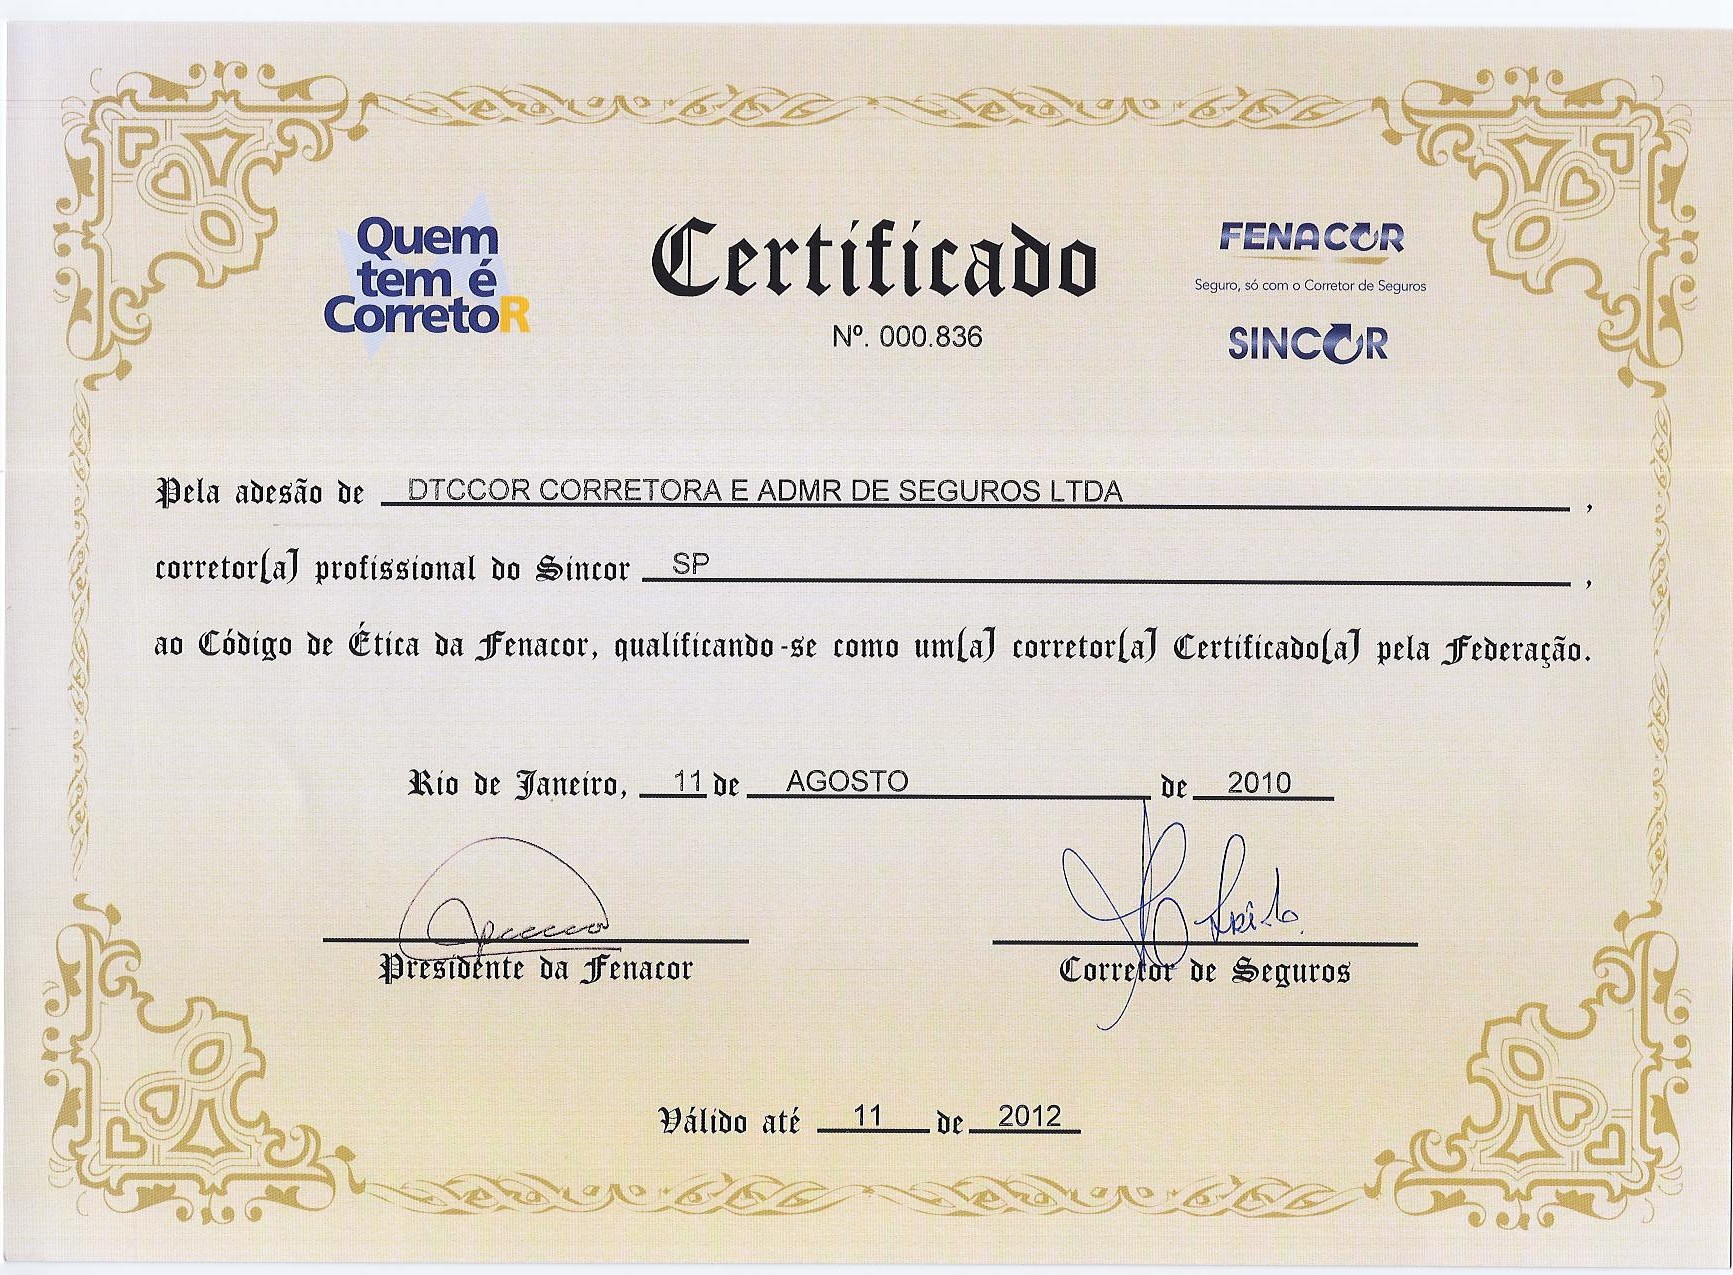 Quem
tem é
CorretoR
Certificado
Nº. 000.836
FENACOR
Seguro, só com o Corretor de Seguros
SINCOR
Pela adesão de DTCCOR CORRETORA E ADMR DE SEGUROS LTDA ,
corretor(a) profissional do Sincor SP ,
ao Código de Ética da Fenacor, qualificando-se como um(a) corretor(a) Certificado(a) pela Federação.
Rio de Janeiro, 11 de AGOSTO de 2010
Presidente da Fenacor
Corretor de Seguros
Válido até 11 de 2012